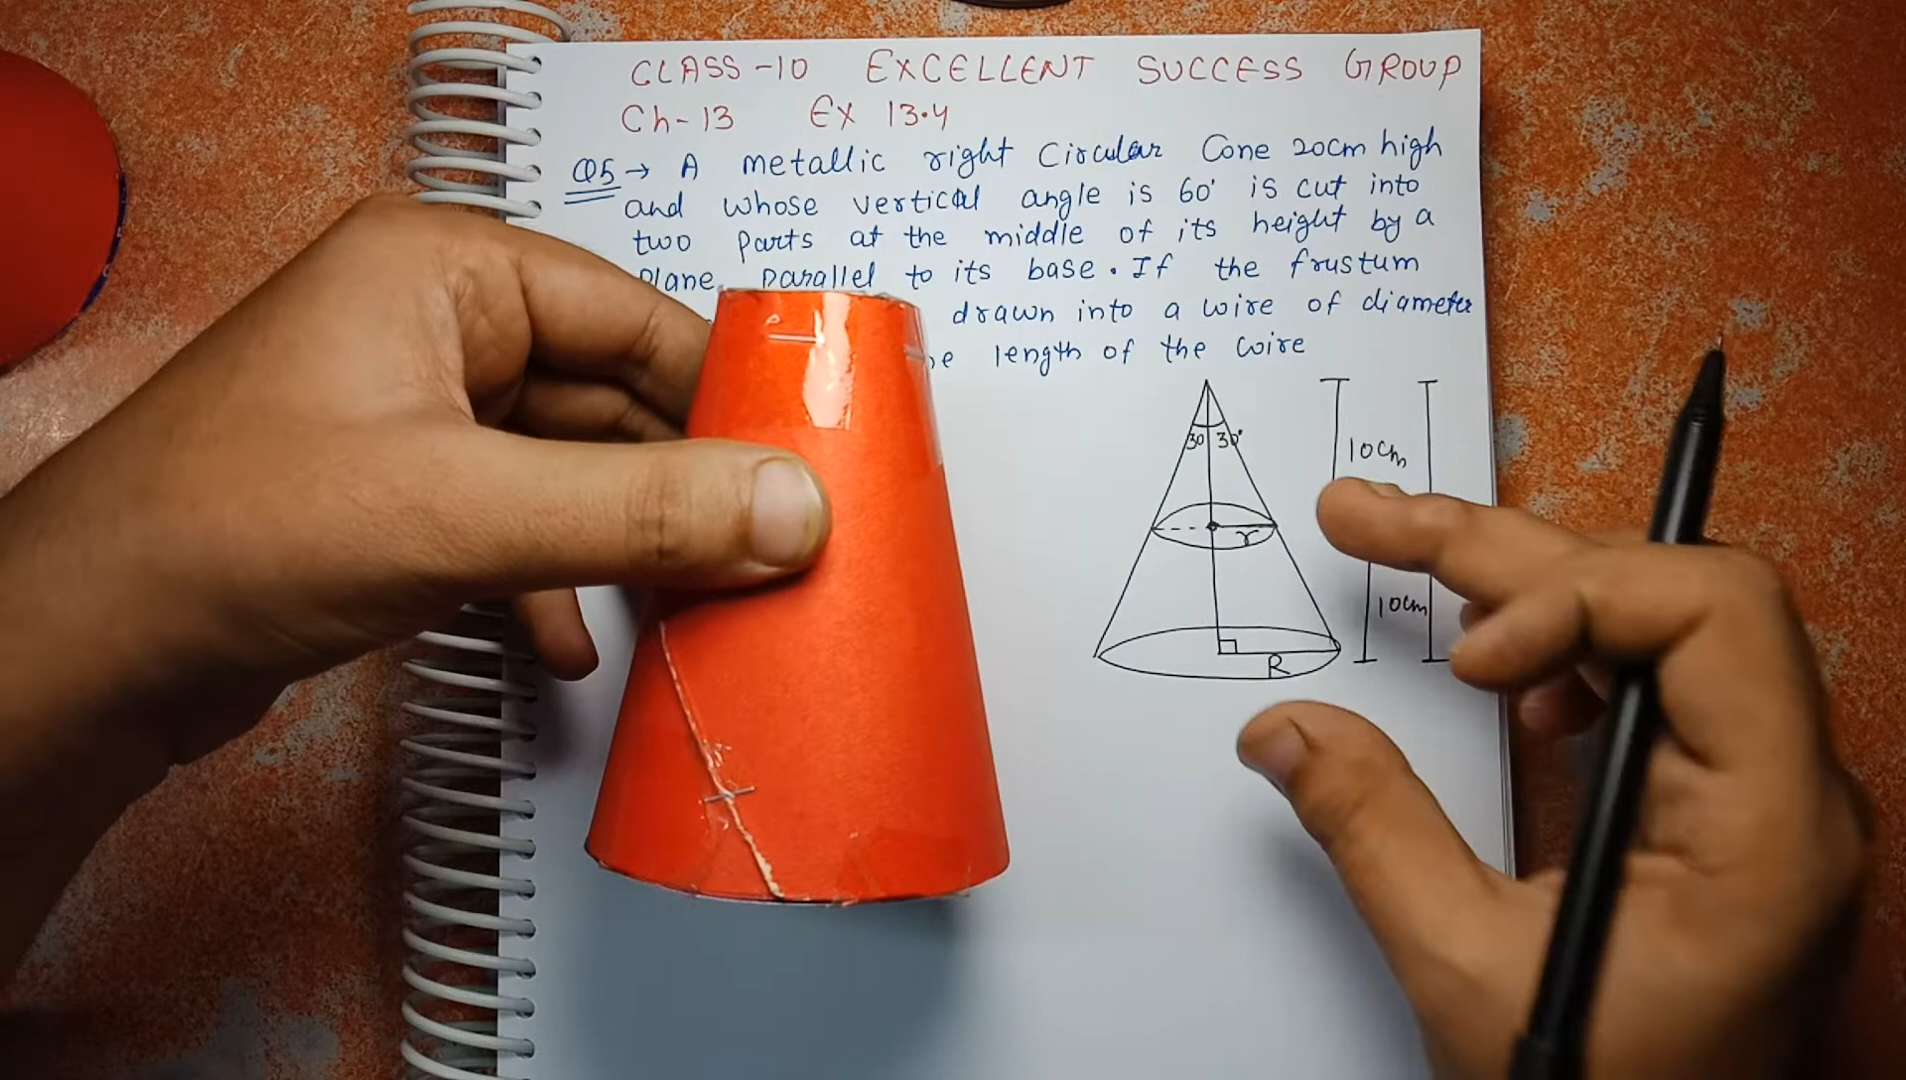 CLASS-10 EXCELLENT SUCCESS GROUP
Ch-13 Ex 13.4
Q5→ A metallic right Circular Cone 20cm high
and whose vertical angle is 60° is cut into
two parts at the middle of its height by a
plane parallel to its base. If the frustum
drawn into a wire of diameter
length of the wire
30 30°
10cm
r
10cm
R